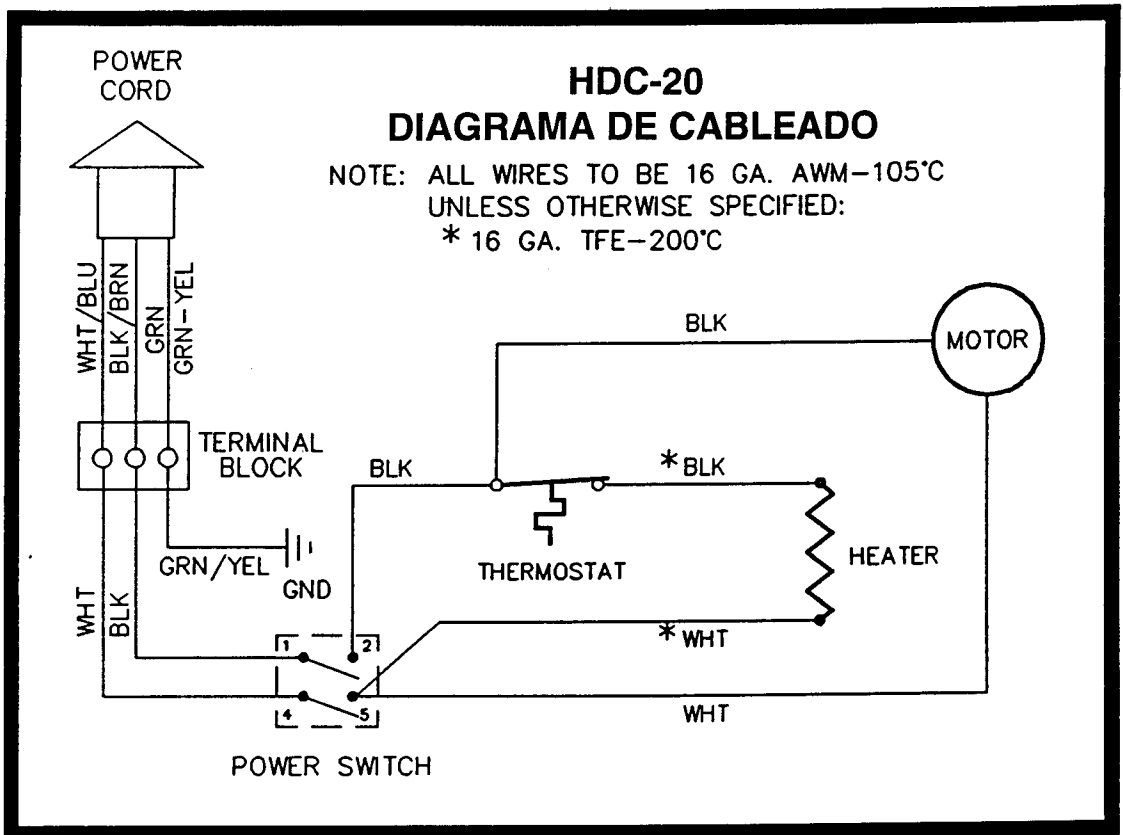 POWER
CORD
HDC-20
DIAGRAMA DE CABLEADO
NOTE: ALL WIRES TO BE 16 GA. AWM-105°C
UNLESS OTHERWISE SPECIFIED:
* 16 GA. TFE-200°C
WHT/BLU
BLK/BRN
GRN
GRN-YEL
BLK
MOTOR
TERMINAL
BLOCK
BLK
*BLK
GRN/YEL
GND
THERMOSTAT
HEATER
WHT
BLK
1
2
*WHT
4
5
WHT
POWER SWITCH